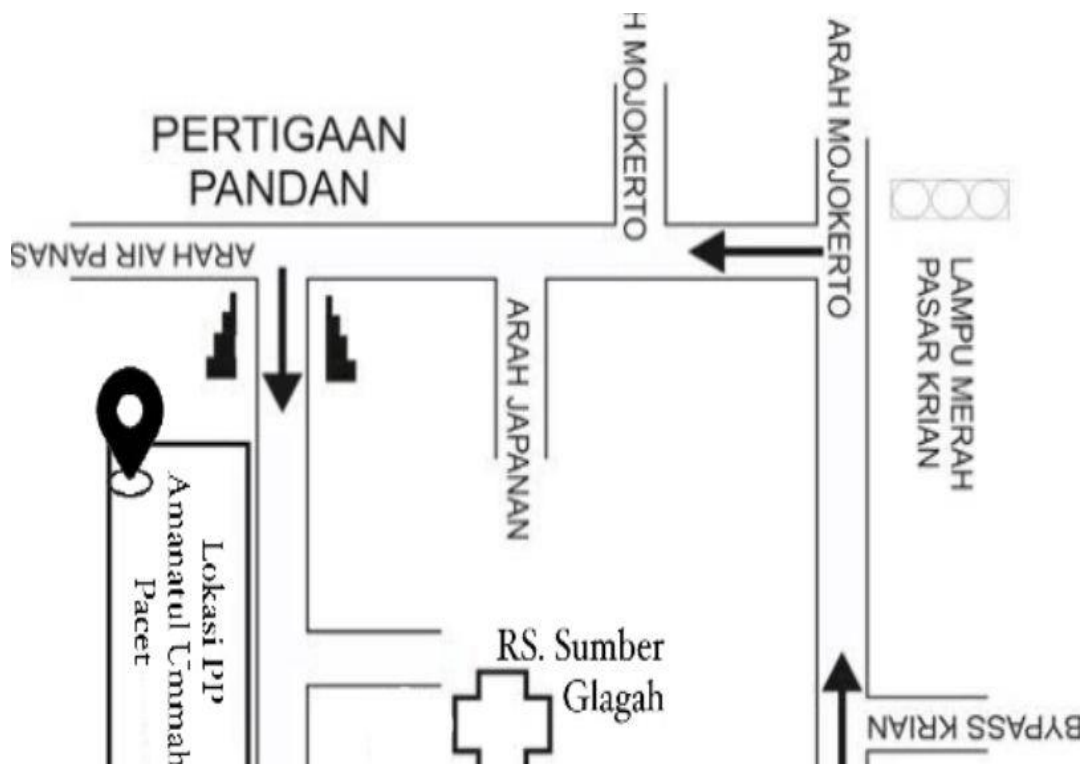 H MOJOKERTO
ARAH MOJOKERTO
PERTIGAAN
PANDAN
ARAH AIR PANAS
LAMPU MERAH
PASAR KRIAN
ARAH JAPANAN
Lokasi PP
Amanatul Ummah
Pacet
RS. Sumber
Glagah
BYPASS KRIAN